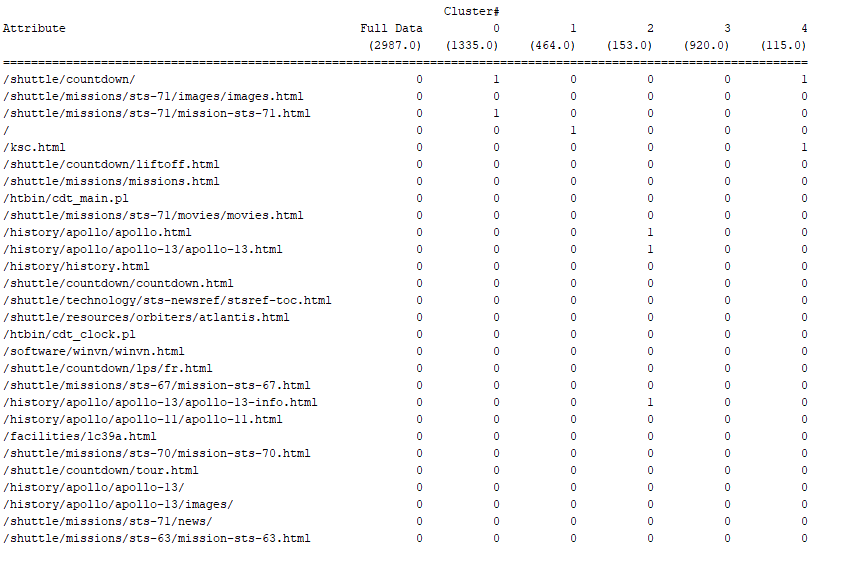 Cluster#
Attribute Full Data 0 1 2 3 4
(2987.0) (1335.0) (464.0) (153.0) (920.0) (115.0)
================================================================================
/shuttle/countdown/ 0 1 0 0 0 1
/shuttle/missions/sts-71/images/images.html 0 0 0 0 0 0
/shuttle/missions/sts-71/mission-sts-71.html 0 1 0 0 0 0
/ 0 0 1 0 0 0
/ksc.html 0 0 0 0 0 1
/shuttle/countdown/liftoff.html 0 0 0 0 0 0
/shuttle/missions/missions.html 0 0 0 0 0 0
/htbin/cdt_main.pl 0 0 0 0 0 0
/shuttle/missions/sts-71/movies/movies.html 0 0 0 0 0 0
/history/apollo/apollo.html 0 0 0 1 0 0
/history/apollo/apollo-13/apollo-13.html 0 0 0 1 0 0
/history/history.html 0 0 0 0 0 0
/shuttle/countdown/countdown.html 0 0 0 0 0 0
/shuttle/technology/sts-newsref/stsref-toc.html 0 0 0 0 0 0
/shuttle/resources/orbiters/atlantis.html 0 0 0 0 0 0
/htbin/cdt_clock.pl 0 0 0 0 0 0
/software/winvn/winvn.html 0 0 0 0 0 0
/shuttle/countdown/lps/fr.html 0 0 0 0 0 0
/shuttle/missions/sts-67/mission-sts-67.html 0 0 0 0 0 0
/history/apollo/apollo-13/apollo-13-info.html 0 0 0 1 0 0
/history/apollo/apollo-11/apollo-11.html 0 0 0 0 0 0
/facilities/lc39a.html 0 0 0 0 0 0
/shuttle/missions/sts-70/mission-sts-70.html 0 0 0 0 0 0
/shuttle/countdown/tour.html 0 0 0 0 0 0
/history/apollo/apollo-13/ 0 0 0 0 0 0
/history/apollo/apollo-13/images/ 0 0 0 0 0 0
/shuttle/missions/sts-71/news/ 0 0 0 0 0 0
/shuttle/missions/sts-63/mission-sts-63.html 0 0 0 0 0 0